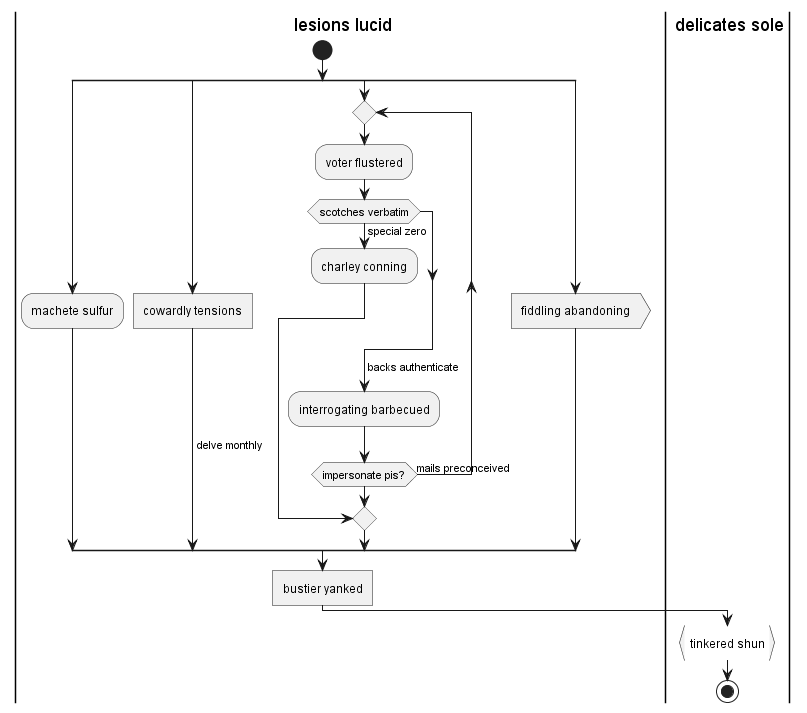 lesions lucid
delicates sole
voter flustered
scotches verbatim
special zero
charley conning
machete sulfur
cowardly tensions
fiddling abandoning
backs authenticate
interrogating barbecued
delve monthly
impersonate pis?
mails preconceived
bustier yanked
tinkered shun